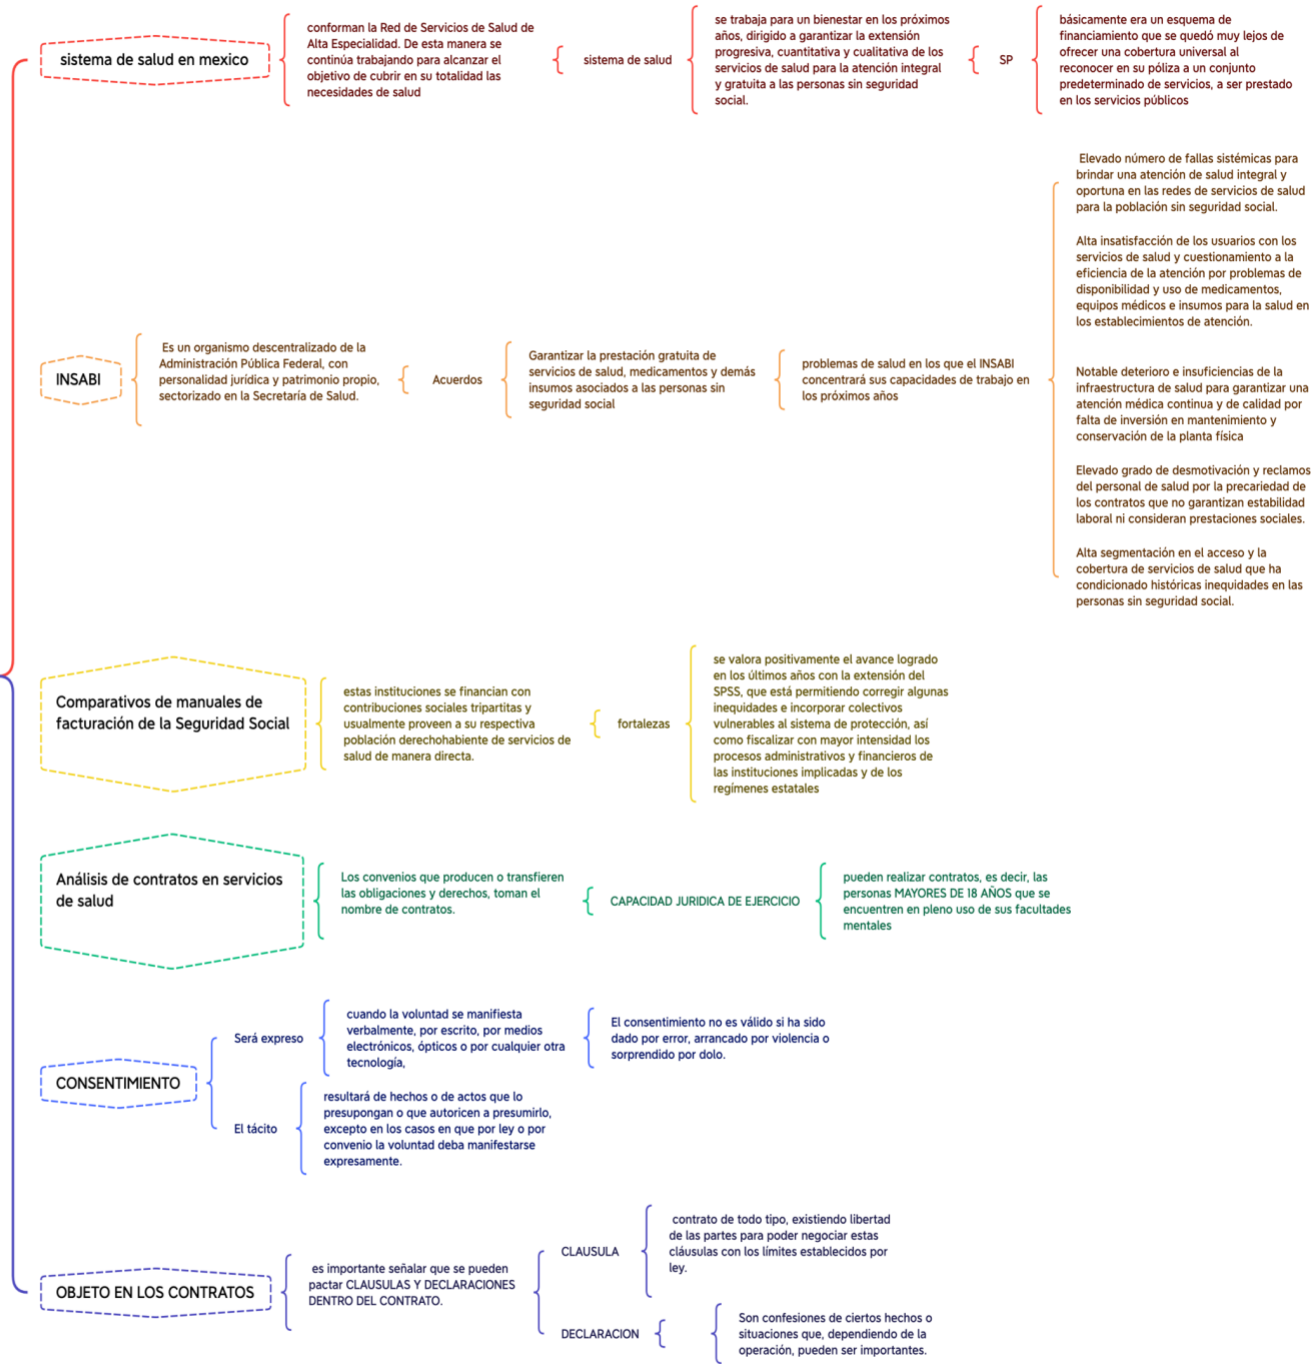 sistema de salud en mexico
conforman la Red de Servicios de Salud de
Alta Especialidad. De esta manera se
continúa trabajando para alcanzar el
objetivo de cubrir en su totalidad las
necesidades de salud
sistema de salud
se trabaja para un bienestar en los próximos
años, dirigido a garantizar la extensión
progresiva, cuantitativa y cualitativa de los
servicios de salud para la atención integral
y gratuita a las personas sin seguridad
social.
SP
básicamente era un esquema de
financiamiento que se quedó muy lejos de
ofrecer una cobertura universal al
reconocer en su póliza a un conjunto
predeterminado de servicios, a ser prestado
en los servicios públicos
INSABI
Es un organismo descentralizado de la
Administración Pública Federal, con
personalidad jurídica y patrimonio propio,
sectorizado en la Secretaría de Salud.
Acuerdos
Garantizar la prestación gratuita de
servicios de salud, medicamentos y demás
insumos asociados a las personas sin
seguridad social
problemas de salud en los que el INSABI
concentrará sus capacidades de trabajo en
los próximos años
Elevado número de fallas sistémicas para
brindar una atención de salud integral y
oportuna en las redes de servicios de salud
para la población sin seguridad social.
Alta insatisfacción de los usuarios con los
servicios de salud y cuestionamiento a la
eficiencia de la atención por problemas de
disponibilidad y uso de medicamentos,
equipos médicos e insumos para la salud en
los establecimientos de atención.
Notable deterioro e insuficiencias de la
infraestructura de salud para garantizar una
atención médica continua y de calidad por
falta de inversión en mantenimiento y
conservación de la planta física
Elevado grado de desmotivación y reclamos
del personal de salud por la precariedad de
los contratos que no garantizan estabilidad
laboral ni consideran prestaciones sociales.
Alta segmentación en el acceso y la
cobertura de servicios de salud que ha
condicionado históricas inequidades en las
personas sin seguridad social.
Comparativos de manuales de
facturación de la Seguridad Social
estas instituciones se financian con
contribuciones sociales tripartitas y
usualmente proveen a su respectiva
población derechohabiente de servicios de
salud de manera directa.
fortalezas
se valora positivamente el avance logrado
en los últimos años con la extensión del
SPSS, que está permitiendo corregir algunas
inequidades e incorporar colectivos
vulnerables al sistema de protección, así
como fiscalizar con mayor intensidad los
procesos administrativos y financieros de
las instituciones implicadas y de los
regímenes estatales
Análisis de contratos en servicios
de salud
Los convenios que producen o transfieren
las obligaciones y derechos, toman el
nombre de contratos.
CAPACIDAD JURIDICA DE EJERCICIO
pueden realizar contratos, es decir, las
personas MAYORES DE 18 AÑOS que se
encuentren en pleno uso de sus facultades
mentales
CONSENTIMIENTO
Será expreso
cuando la voluntad se manifiesta
verbalmente, por escrito, por medios
electrónicos, ópticos o por cualquier otra
tecnología,
El consentimiento no es válido si ha sido
dado por error, arrancado por violencia o
sorprendido por dolo.
El tácito
resultará de hechos o de actos que lo
presupongan o que autoricen a presumirlo,
excepto en los casos en que por ley o por
convenio la voluntad deba manifestarse
expresamente.
OBJETO EN LOS CONTRATOS
es importante señalar que se pueden
pactar CLAUSULAS Y DECLARACIONES
DENTRO DEL CONTRATO.
CLAUSULA
contrato de todo tipo, existiendo libertad
de las partes para poder negociar estas
cláusulas con los límites establecidos por
ley.
DECLARACION
Son confesiones de ciertos hechos o
situaciones que, dependiendo de la
operación, pueden ser importantes.